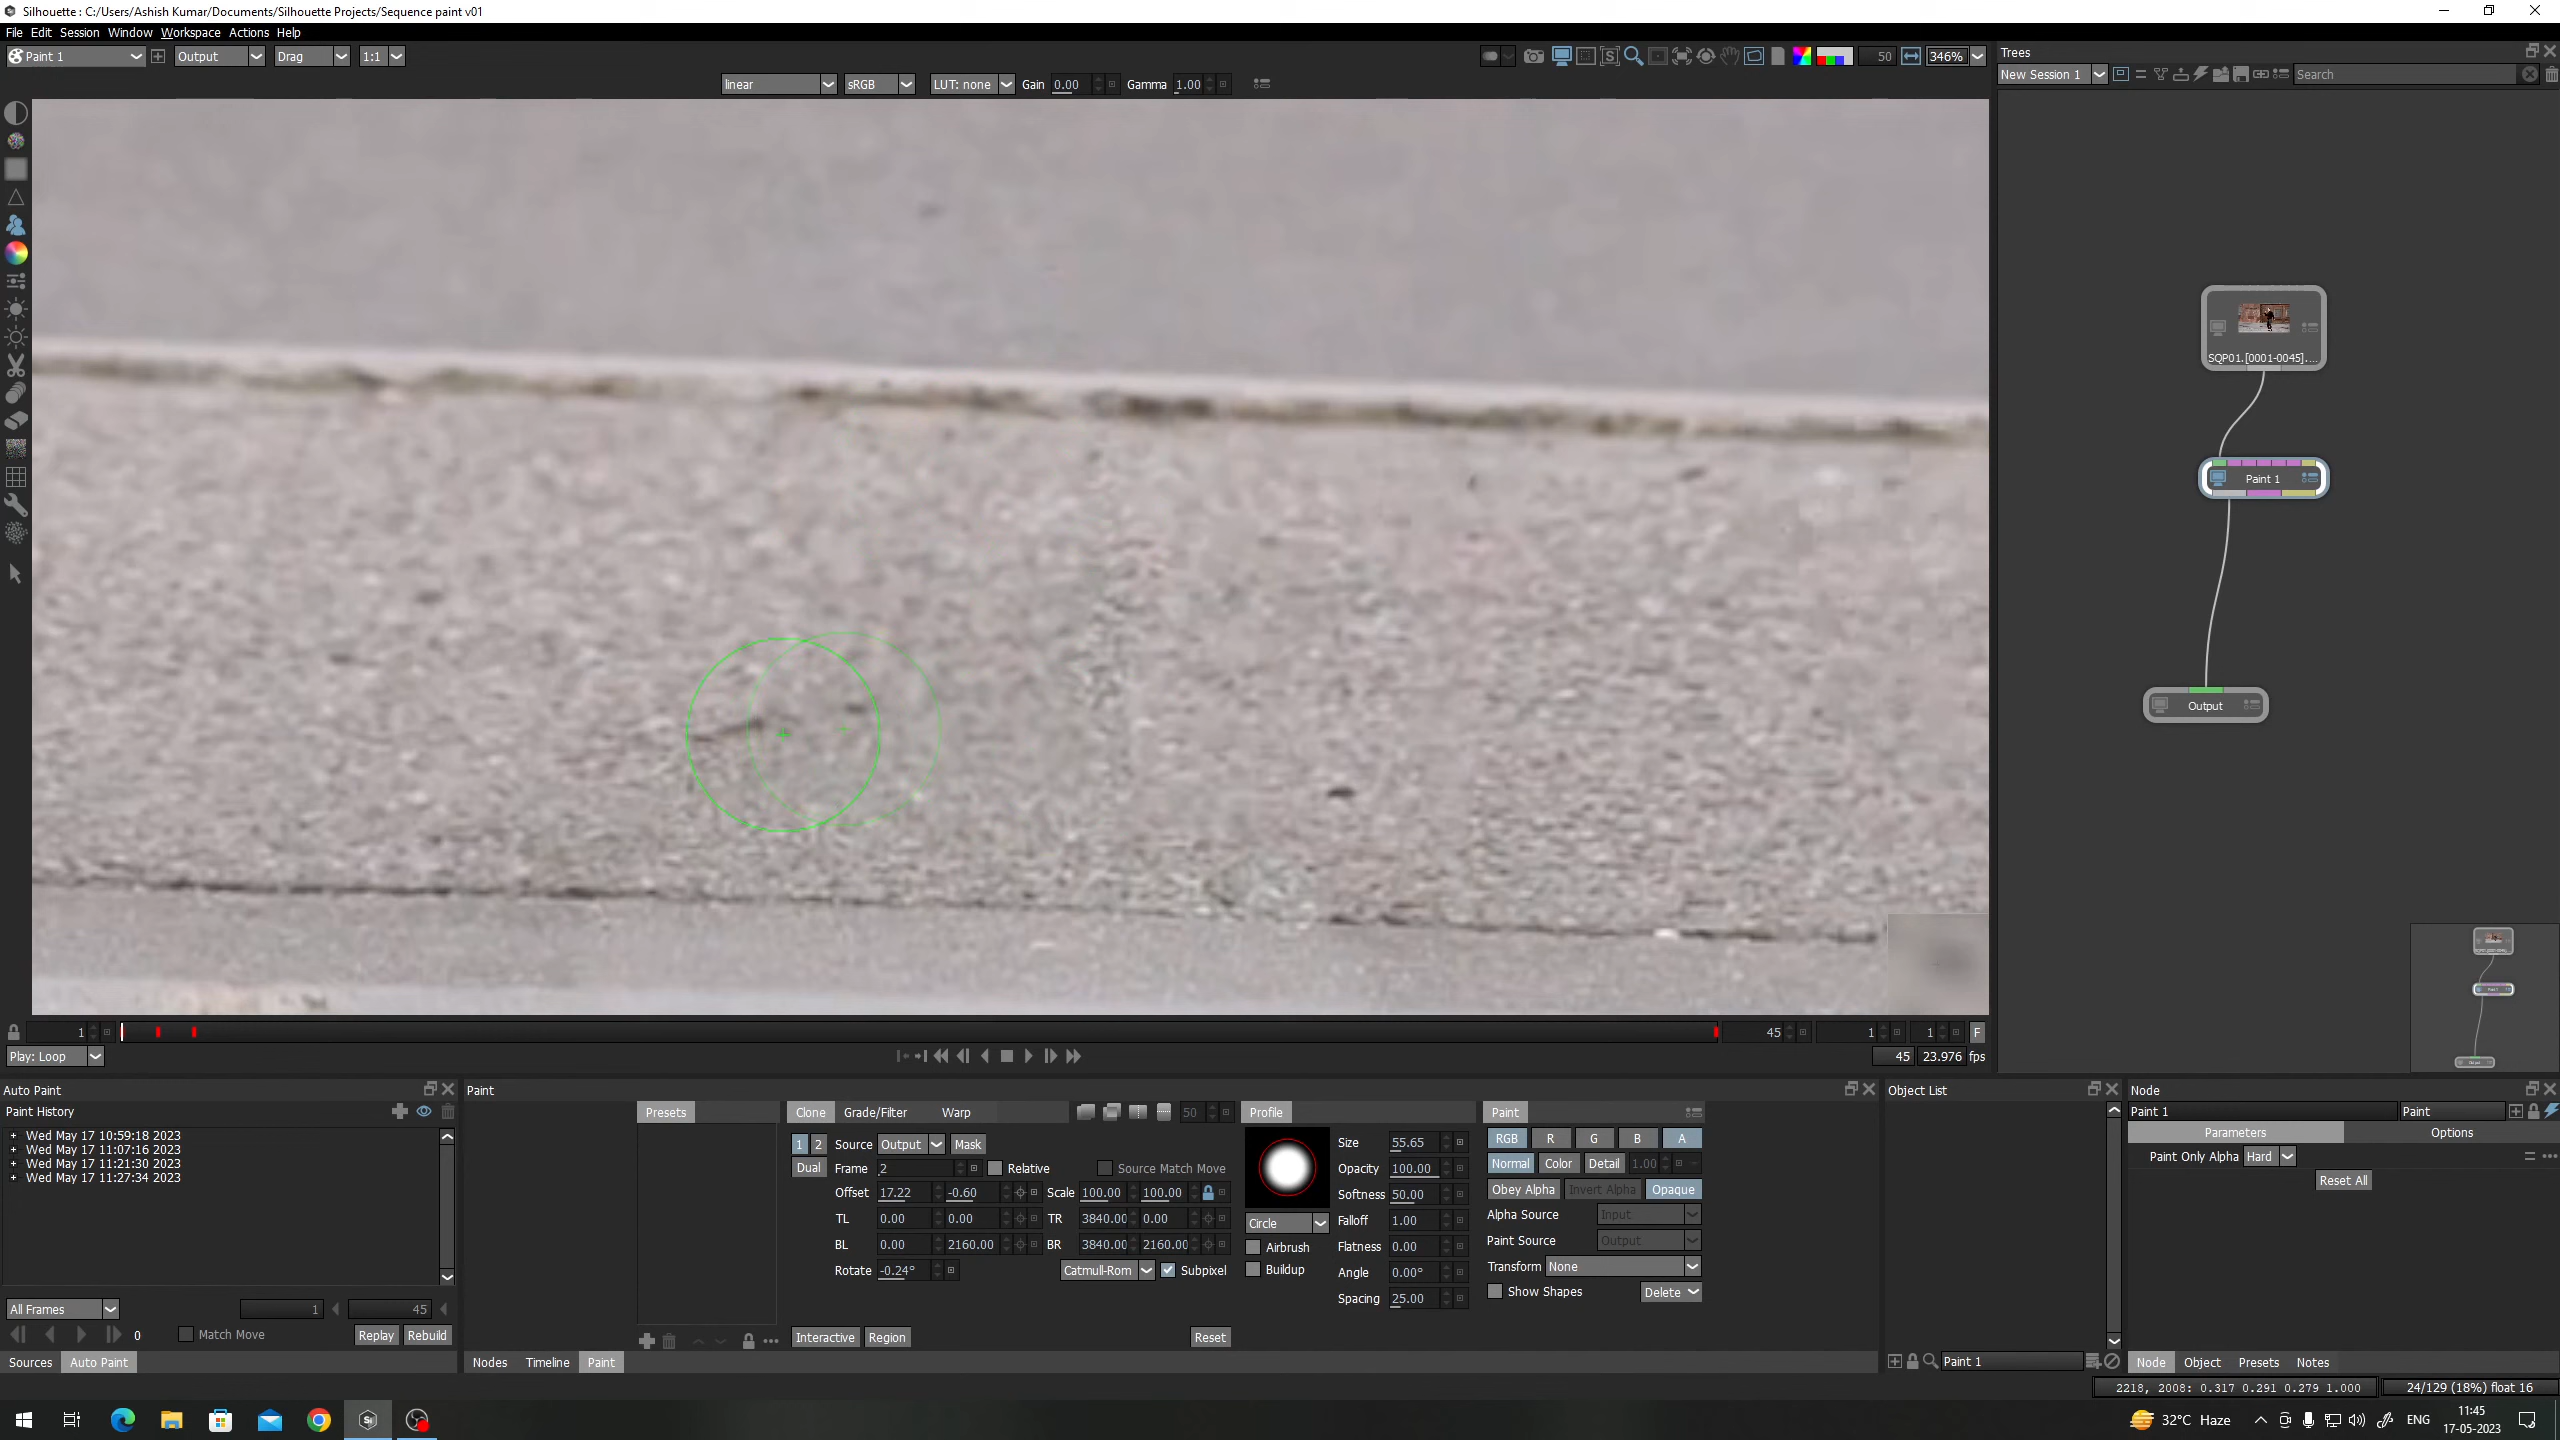 Silhouette : C:/Users/Ashish Kumar/Documents/Silhouette Projects/Sequence paint v01
File Edit Session Window Workspace Actions Help
Paint 1 Output Drag 1:1 50 346%
linear sRGB LUT: none Gain 0.00 Gamma 1.00
Trees
New Session 1 Search
SQP01.[0001-0045]....
Paint 1
Output
1 45 1 1 F
Play: Loop 45 23.976 fps
Auto Paint
Paint History
Wed May 17 10:59:18 2023
Wed May 17 11:07:16 2023
Wed May 17 11:21:30 2023
Wed May 17 11:27:34 2023
All Frames 1 45
0 Match Move Replay Rebuild
Sources Auto Paint
Paint
Presets
Clone Grade/Filter Warp 50
1 2 Source Output Mask
Dual Frame 2 Relative Source Match Move
Offset 17.22 -0.60 Scale 100.00 100.00
TL 0.00 0.00 TR 3840.00 0.00
BL 0.00 2160.00 BR 3840.00 2160.00
Rotate -0.24° Catmull-Rom Subpixel
Interactive Region Reset
Nodes Timeline Paint
Profile
Circle
Airbrush
Buildup
Size 55.65
Opacity 100.00
Softness 50.00
Falloff 1.00
Flatness 0.00
Angle 0.00°
Spacing 25.00
Paint
RGB R G B A
Normal Color Detail 1.00
Obey Alpha Invert Alpha Opaque
Alpha Source Input
Paint Source Output
Transform None
Show Shapes Delete
Object List
Paint 1
Node
Paint 1 Paint
Parameters Options
Paint Only Alpha Hard
Reset All
Node Object Presets Notes
2218, 2008: 0.317 0.291 0.279 1.000 24/129 (18%) float 16
32°C Haze ENG 11:45
17-05-2023